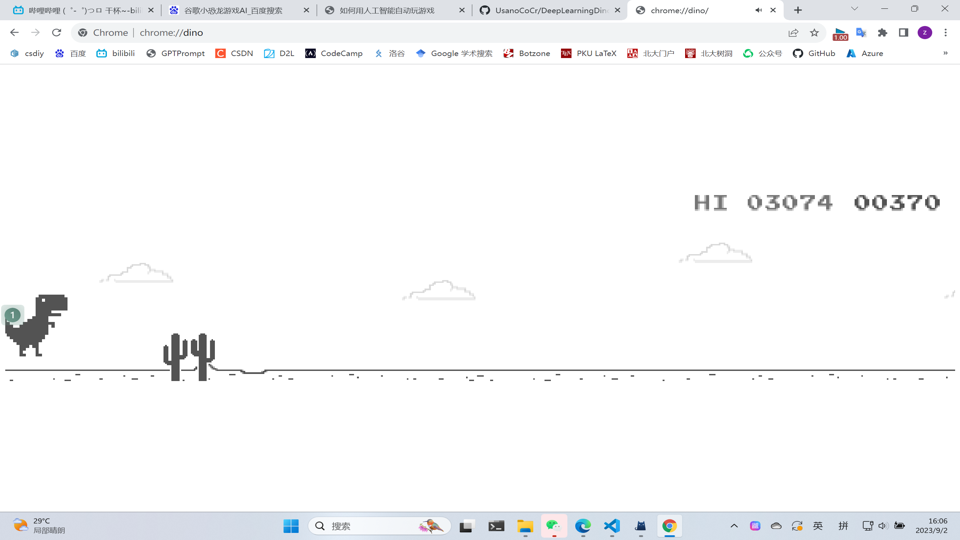 哔哩哔哩 (゜-゜)つロ 干杯~-bili
谷歌小恐龙游戏AI_百度搜索
如何用人工智能自动玩游戏
UsanoCoCr/DeepLearningDin
chrome://dino/
Chrome | chrome://dino
1.00
z
csdiy
百度
bilibili
GPTPrompt
CSDN
D2L
CodeCamp
洛谷
Google 学术搜索
Botzone
PKU LaTeX
北大门户
北大树洞
公众号
GitHub
Azure
»
HI 03074 00370
1
29°C
局部晴朗
搜索
英
拼
16:06
2023/9/2